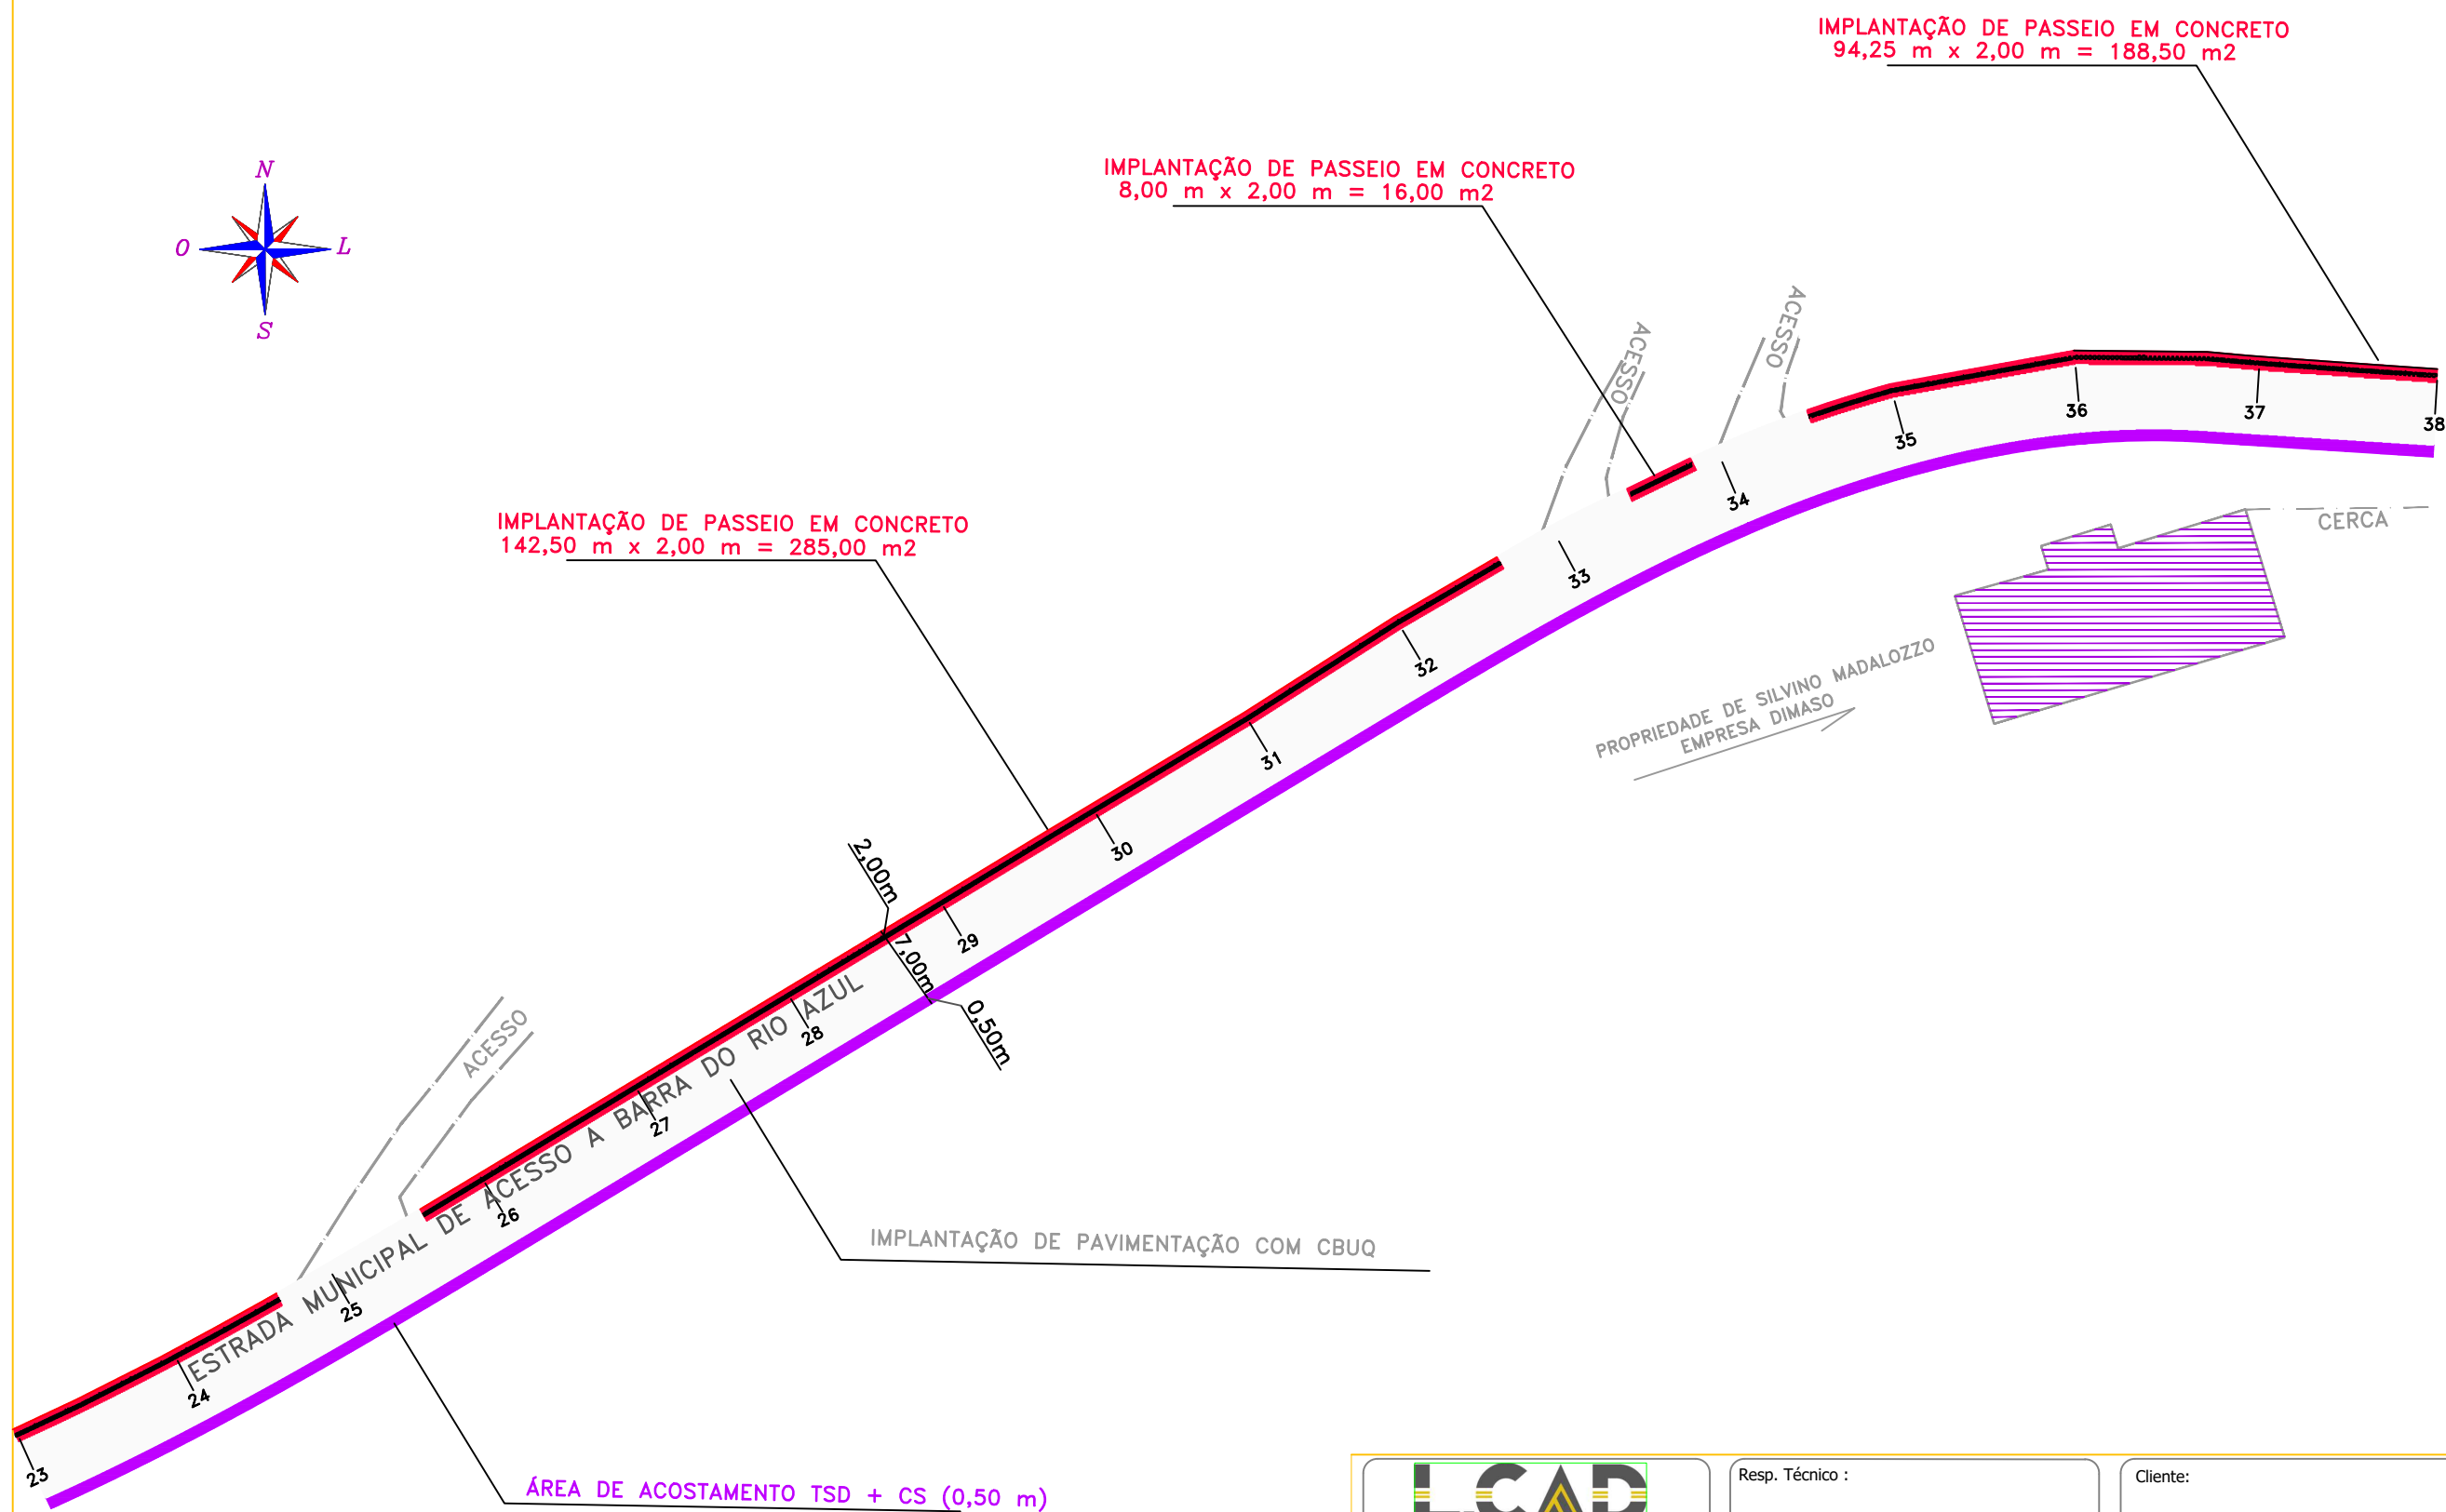 IMPLANTAÇÃO DE PASSEIO EM CONCRETO
94,25 m x 2,00 m = 188,50 m2
IMPLANTAÇÃO DE PASSEIO EM CONCRETO
8,00 m x 2,00 m = 16,00 m2
N
O
L
S
ACESSO
ACESSO
36
37
38
35
34
33
32
31
30
29
28
27
26
25
24
23
CERCA
IMPLANTAÇÃO DE PASSEIO EM CONCRETO
142,50 m x 2,00 m = 285,00 m2
PROPRIEDADE DE SILVINO MADALOZZO
EMPRESA DIMASO
2,00m
7,00m
0,50m
ACESSO
ESTRADA MUNICIPAL DE ACESSO A BARRA DO RIO AZUL
IMPLANTAÇÃO DE PAVIMENTAÇÃO COM CBUQ
ÁREA DE ACOSTAMENTO TSD + CS (0,50 m)
LCAD
Resp. Técnico :
Cliente: